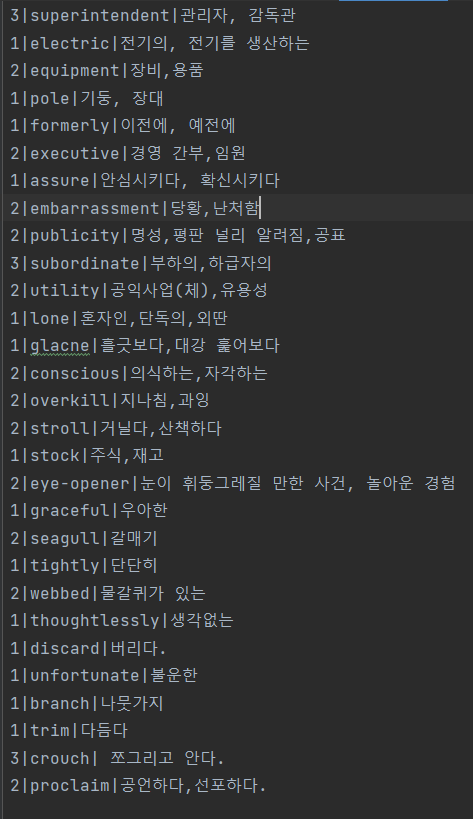 3|superintendent|관리자, 감독관
1|electric|전기의, 전기를 생산하는
2|equipment|장비,용품
1|pole|기둥, 장대
1|formerly|이전에, 예전에
2|executive|경영 간부,임원
1|assure|안심시키다, 확신시키다
2|embarrassment|당황,난처함
2|publicity|명성,평판 널리 알려짐,공표
3|subordinate|부하의,하급자의
2|utility|공익사업(체),유용성
1|lone|혼자인,단독의,외딴
1|glacne|흘긋보다,대강 훑어보다
2|conscious|의식하는,자각하는
2|overkill|지나침,과잉
2|stroll|거닐다,산책하다
1|stock|주식,재고
2|eye-opener|눈이 휘둥그레질 만한 사건, 놀아운 경험
1|graceful|우아한
2|seagull|갈매기
1|tightly|단단히
2|webbed|물갈퀴가 있는
1|thoughtlessly|생각없는
1|discard|버리다.
1|unfortunate|불운한
1|branch|나뭇가지
1|trim|다듬다
3|crouch| 쪼그리고 안다.
2|proclaim|공언하다,선포하다.